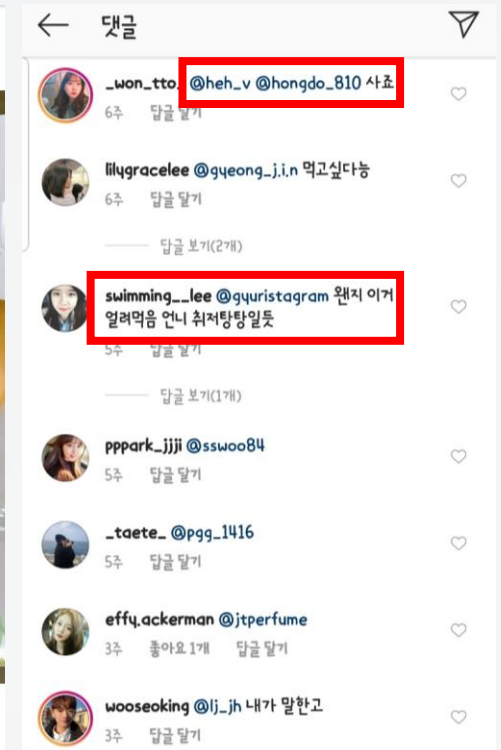 댓글
_won_tto_ @heh_v @hongdo_810 사죠
6주 답글 달기
lilygracelee @gyeong_j.i.n 먹고싶다능
6주 답글 달기
답글 보기(2개)
swimming__lee @gyuristagram 왠지 이거
얼려먹음 언니 취저탕탕일듯
5주 답글 달기
답글 보기(1개)
pppark_jjji @sswoo84
5주 답글 달기
_taete_ @pgg_1416
5주 답글 달기
effy.ackerman @jtperfume
3주 좋아요 1개 답글 달기
wooseoking @lj_jh 내가 말한고
3주 답글 달기